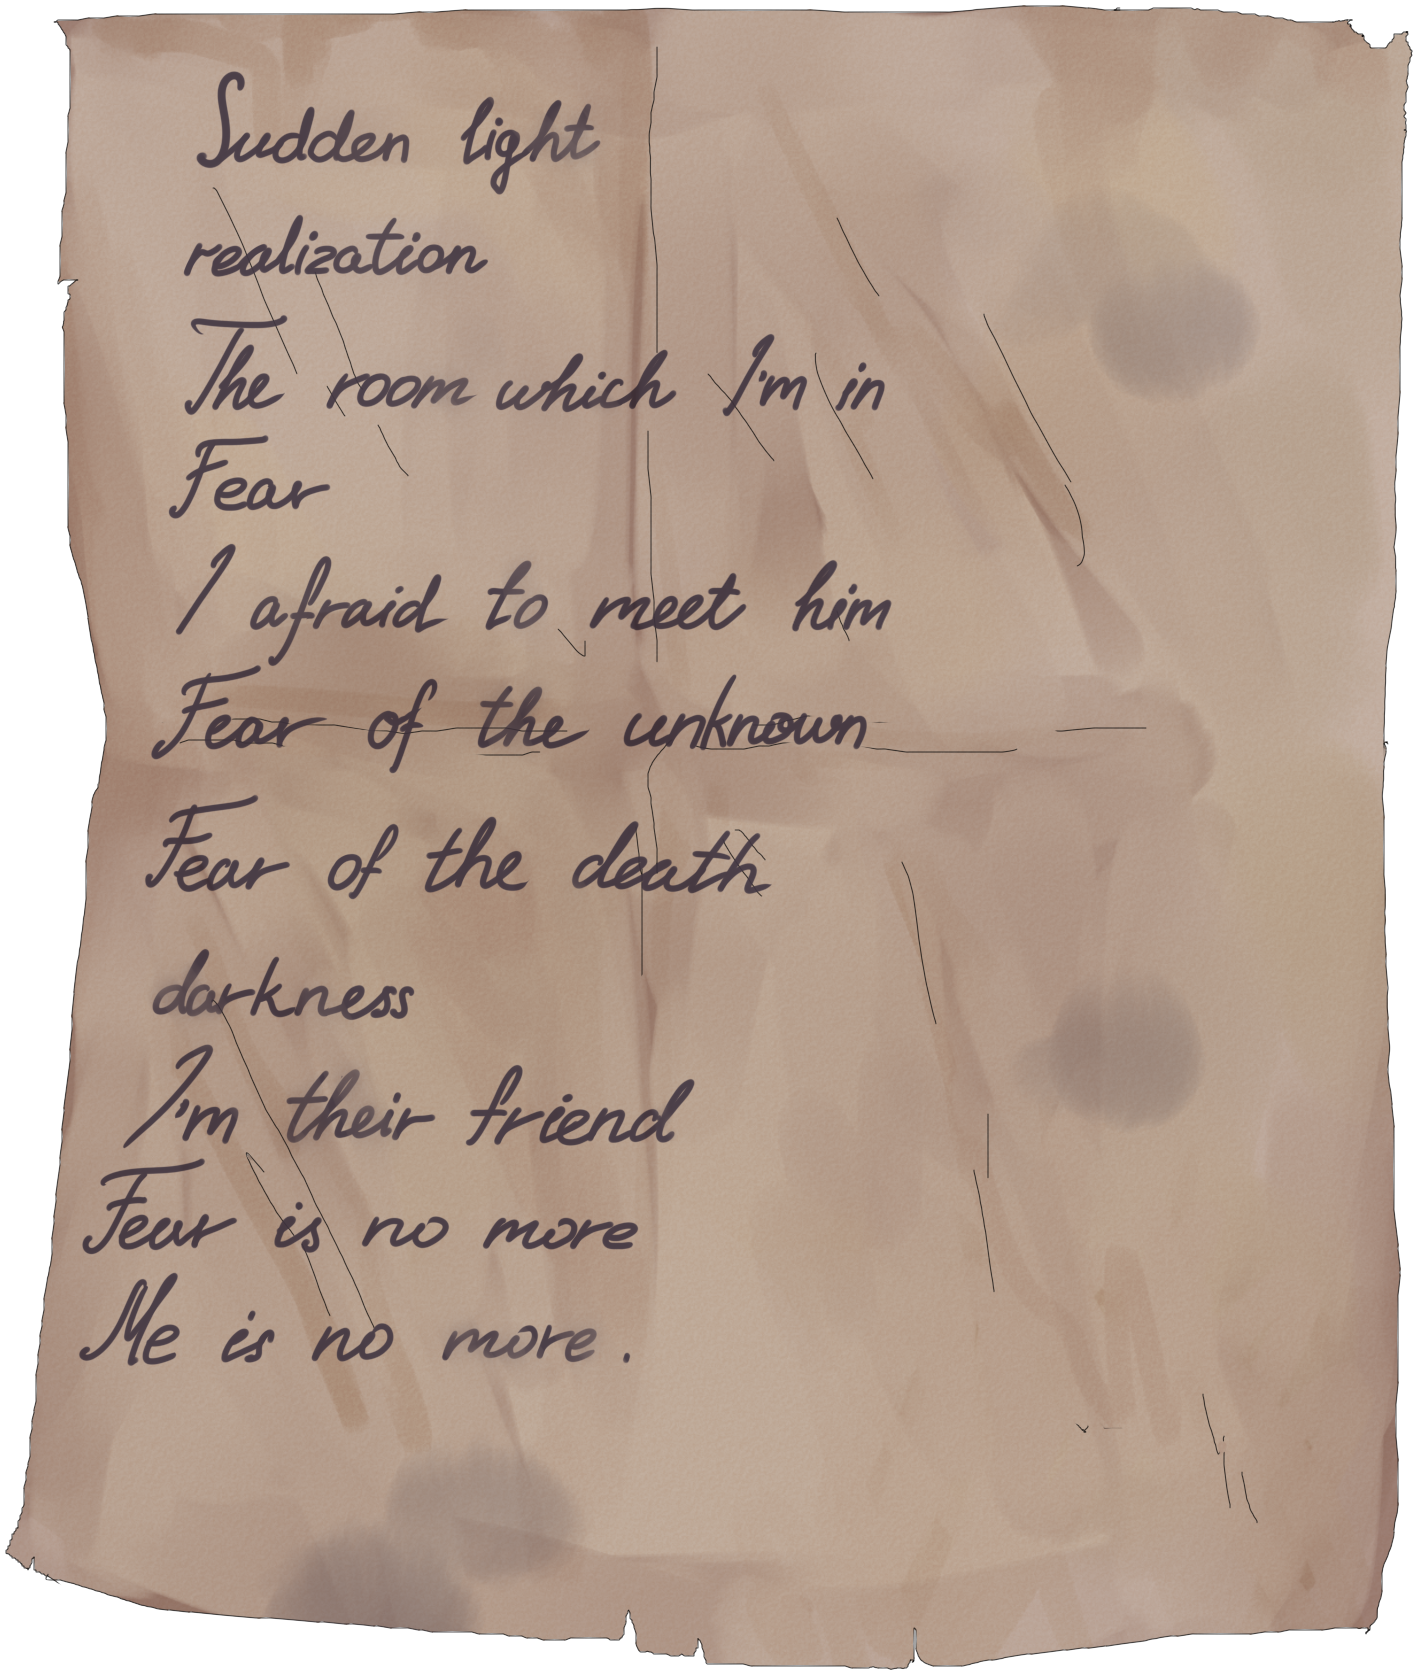 Sudden light
realization
The room which I'm in
Fear
I afraid to meet him
Fear of the unknown
Fear of the death
darkness
I'm their friend
Fear is no more
Me is no more.